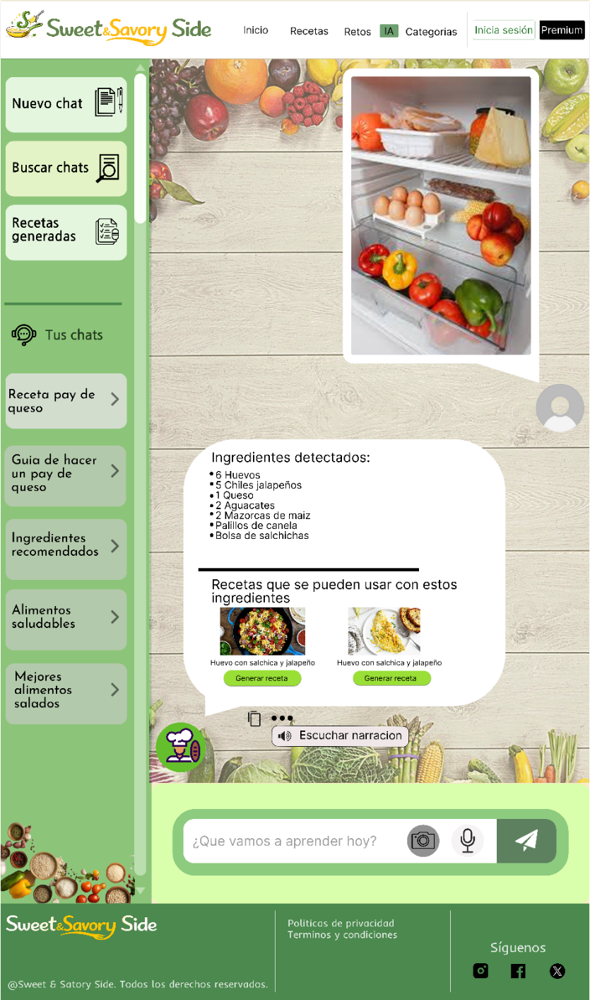 Sweet&Savory Side
Inicio
Recetas
Retos
IA
Categorias
Inicia sesión
Premium
Nuevo chat
Buscar chats
Recetas
generadas
Tus chats
Receta pay de
queso
Guia de hacer
un pay de
queso
Ingredientes
recomendados
Alimentos
saludables
Mejores
alimentos
salados
Ingredientes detectados:
•6 Huevos
•5 Chiles jalapeños
•1 Queso
•2 Aguacates
•2 Mazorcas de maiz
•Palillos de canela
•Bolsa de salchichas
Recetas que se pueden usar con estos
ingredientes
Huevo con salchica y jalapeño
Huevo con salchica y jalapeño
Generar receta
Generar receta
Escuchar narracion
¿Que vamos a aprender hoy?
Sweet&Savory Side
@Sweet & Satory Side. Todos los derechos reservados.
Politicas de privacidad
Terminos y condiciones
Síguenos